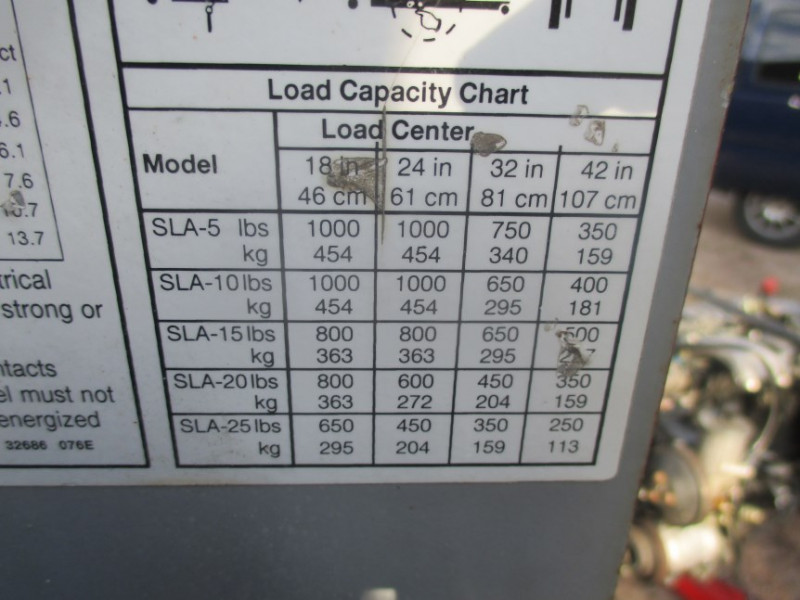 ct
.1
.6
6.1
7.6
13.7
trical
strong or
ntacts
el must not
energized
32686 076E
Load Capacity Chart
Load Center
Model 18 in 24 in 32 in 42 in
46 cm 61 cm 81 cm 107 cm
SLA-5 lbs 1000 1000 750 350
kg 454 454 340 159
SLA-10 lbs 1000 1000 650 400
kg 454 454 295 181
SLA-15 lbs 800 800 650 500
kg 363 363 295
SLA-20 lbs 800 600 450 350
kg 363 272 204 159
SLA-25 lbs 650 450 350 250
kg 295 204 159 113